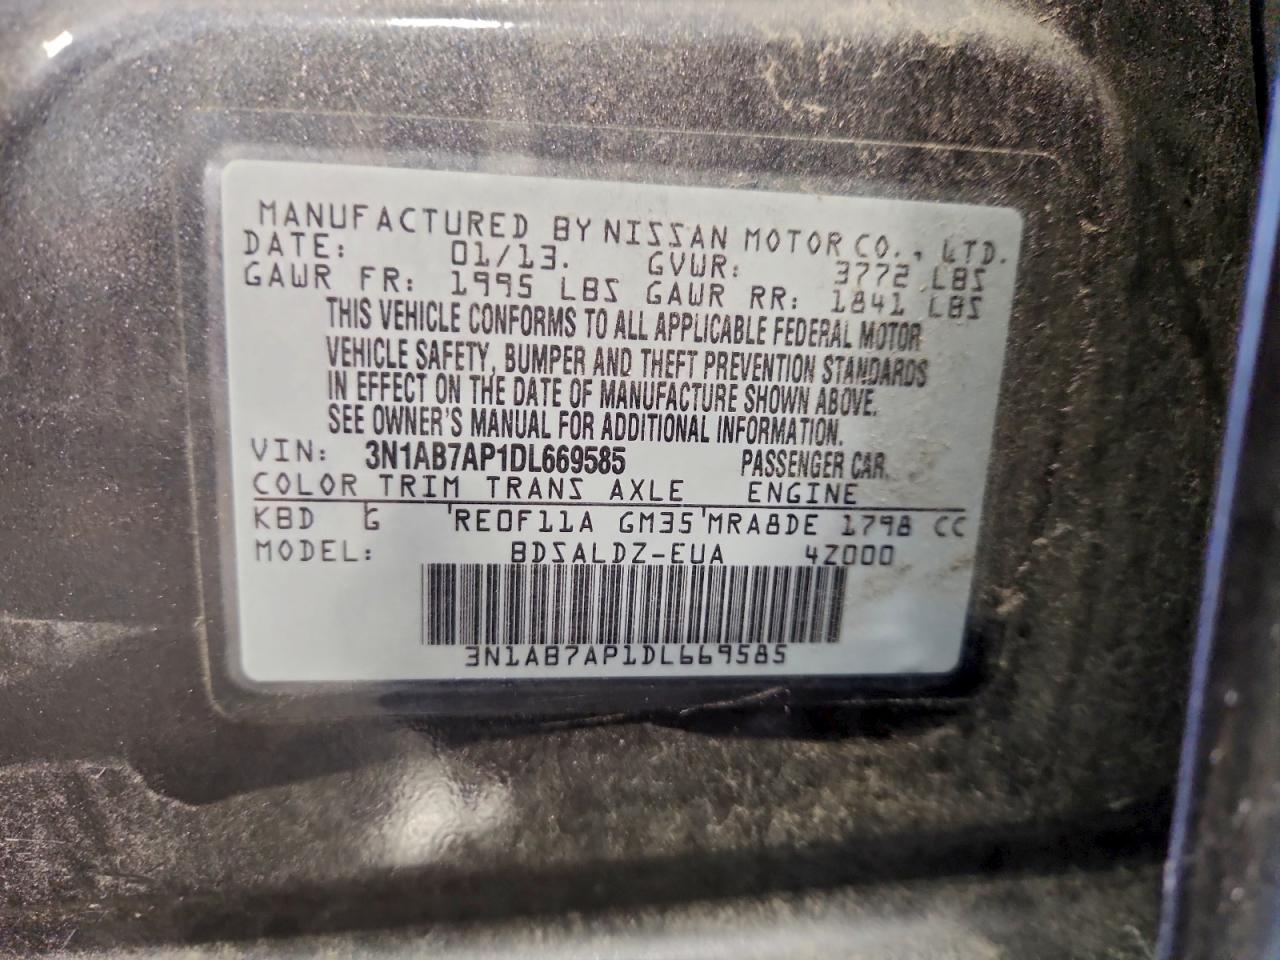 MANUFACTURED BY NISSAN MOTOR CO., LTD.
DATE: 01/13. GVWR: 3772 LBS
GAWR FR: 1995 LBS GAWR RR: 1841 LBS
THIS VEHICLE CONFORMS TO ALL APPLICABLE FEDERAL MOTOR
VEHICLE SAFETY, BUMPER AND THEFT PREVENTION STANDARDS
IN EFFECT ON THE DATE OF MANUFACTURE SHOWN ABOVE.
SEE OWNER'S MANUAL FOR ADDITIONAL INFORMATION.
VIN: 3N1AB7AP1DL669585 PASSENGER CAR
COLOR TRIM TRANS AXLE ENGINE
KBD G RE0F11A GM35 MRA8DE 1798 CC
MODEL: BDSALDZ-EUA 4Z000
3N1AB7AP1DL669585